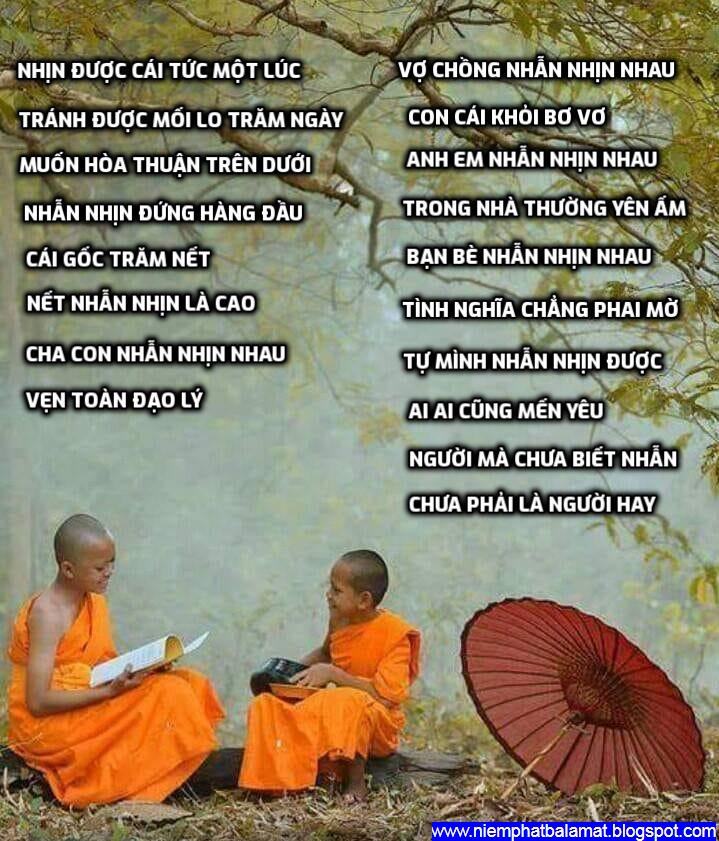 NHỊN ĐƯỢC CÁI TỨC MỘT LÚC
TRÁNH ĐƯỢC MỐI LO TRĂM NGÀY
MUỐN HÒA THUẬN TRÊN DƯỚI
NHẪN NHỊN ĐỨNG HÀNG ĐẦU
CÁI GỐC TRĂM NẾT
NẾT NHẪN NHỊN LÀ CAO
CHA CON NHẪN NHỊN NHAU
VẸN TOÀN ĐẠO LÝ
VỢ CHỒNG NHẪN NHỊN NHAU
CON CÁI KHỎI BƠ VƠ
ANH EM NHẪN NHỊN NHAU
TRONG NHÀ THƯỜNG YÊN ẤM
BẠN BÈ NHẪN NHỊN NHAU
TÌNH NGHĨA CHẲNG PHAI MỜ
TỰ MÌNH NHẪN NHỊN ĐƯỢC
AI AI CŨNG MẾN YÊU
NGƯỜI MÀ CHƯA BIẾT NHẪN
CHƯA PHẢI LÀ NGƯỜI HAY
www.niemphatbalamat.blogspot.com